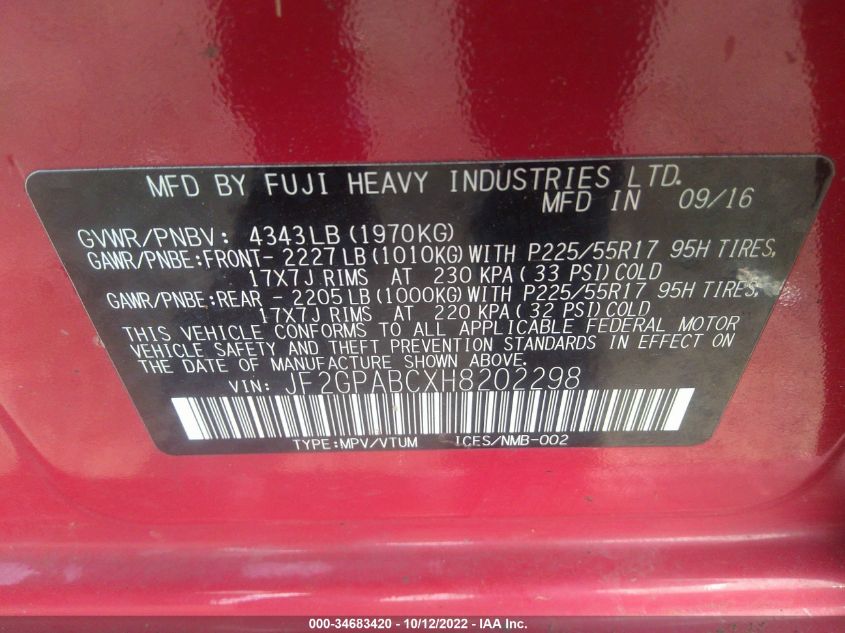 MFD BY FUJI HEAVY INDUSTRIES LTD.
MFD IN 09/16
GVWR/PNBV: 4343LB (1970KG)
GAWR/PNBE:FRONT- 2227LB (1010KG) WITH P225/55R17 95H TIRES,
17X7J RIMS AT 230 KPA ( 33 PSI) COLD
GAWR/PNBE:REAR - 2205LB (1000KG) WITH P225/55R17 95H TIRES,
17X7J RIMS AT 220 KPA ( 32 PSI) COLD
THIS VEHICLE CONFORMS TO ALL APPLICABLE FEDERAL MOTOR
VEHICLE SAFETY AND THEFT PREVENTION STANDARDS IN EFFECT ON
THE DATE OF MANUFACTURE SHOWN ABOVE.
VIN: JF2GPABCXH8202298
TYPE:MPV/VTUM ICES/NMB-002
000-34683420 - 10/12/2022 - IAA Inc.